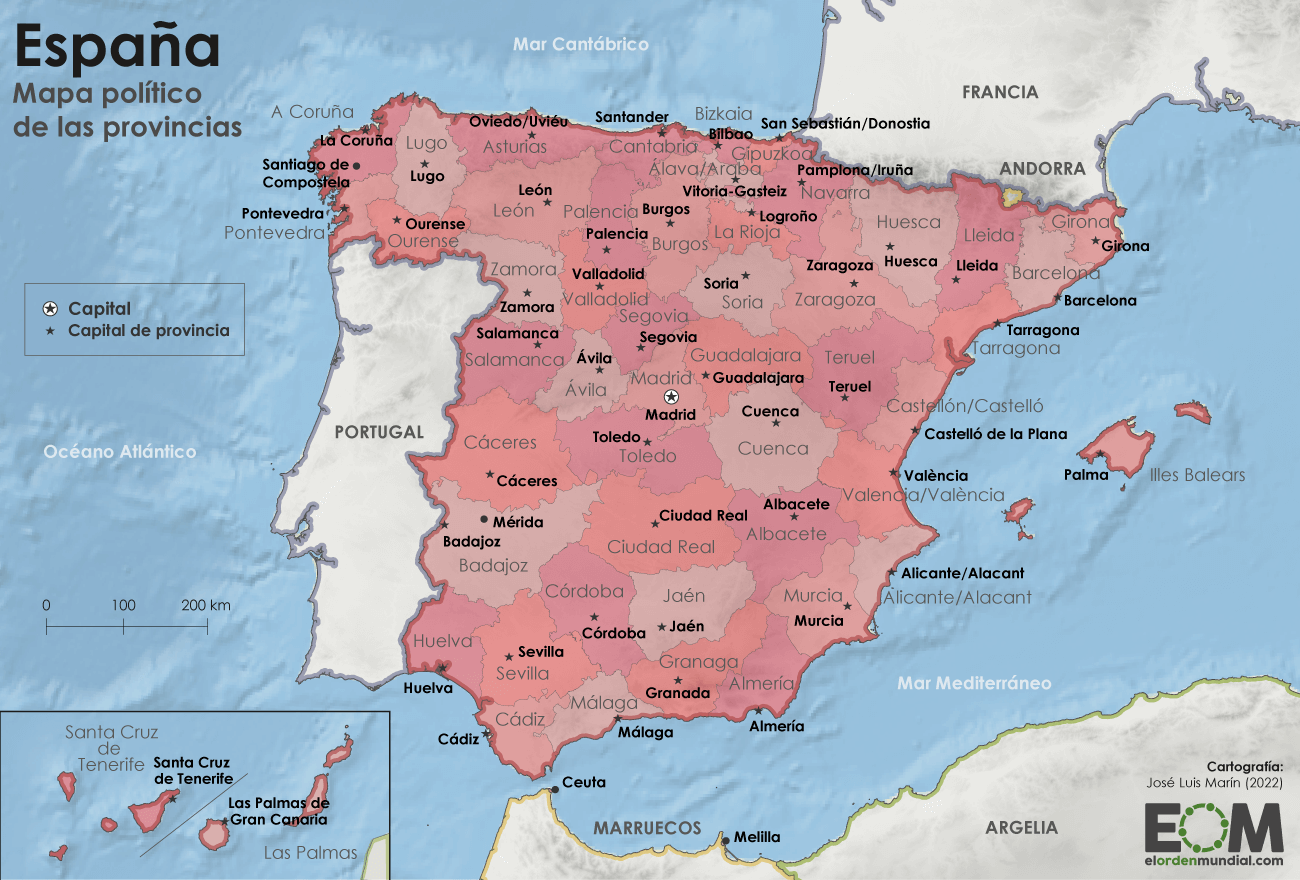 España
Mapa político
de las provincias
Mar Cantábrico
FRANCIA
ANDORRA
A Coruña
La Coruña
Santiago de
Compostela
Pontevedra
Pontevedra
Lugo
Lugo
Ourense
Ourense
Oviedo/Uviéu
Asturias
Santander
Cantabria
Bizkaia
Bilbao
San Sebastián/Donostia
Gipuzkoa
Álava/Araba
Vitoria-Gasteiz
Pamplona/Iruña
Navarra
León
León
Palencia
Palencia
Burgos
Burgos
Logroño
La Rioja
Huesca
Huesca
Lleida
Lleida
Girona
Girona
Barcelona
Barcelona
Zamora
Zamora
Valladolid
Valladolid
Soria
Soria
Zaragoza
Zaragoza
Tarragona
Tarragona
Capital
Capital de provincia
Segovia
Segovia
Salamanca
Salamanca
Ávila
Ávila
Madrid
Madrid
Guadalajara
Guadalajara
Teruel
Teruel
Cuenca
Cuenca
Castellón/Castelló
Castelló de la Plana
PORTUGAL
Océano Atlántico
Cáceres
Cáceres
Toledo
Toledo
València
Valencia/València
Palma
Illes Balears
Mérida
Badajoz
Badajoz
Ciudad Real
Ciudad Real
Albacete
Albacete
Alicante/Alacant
Alicante/Alacant
0 100 200 km
Córdoba
Córdoba
Jaén
Jaén
Murcia
Murcia
Huelva
Huelva
Sevilla
Sevilla
Granaga
Granada
Almería
Almería
Málaga
Málaga
Cádiz
Cádiz
Mar Mediterráneo
Santa Cruz
de
Tenerife
Santa Cruz
de Tenerife
Las Palmas de
Gran Canaria
Las Palmas
Ceuta
MARRUECOS
Melilla
ARGELIA
Cartografía:
José Luis Marín (2022)
EOM
elordenmundial.com